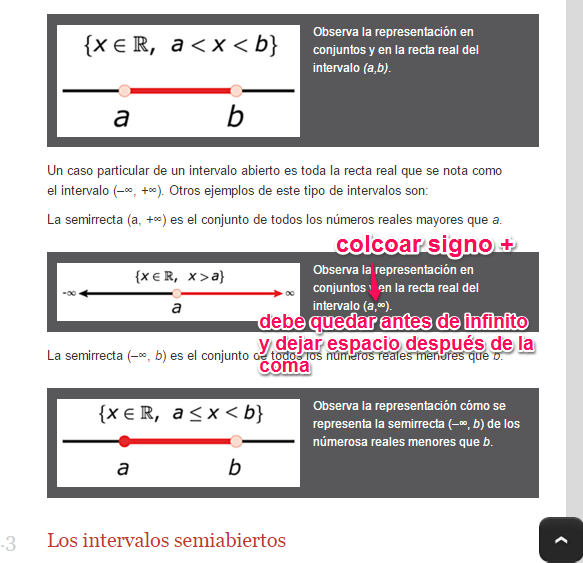 {x ∈ ℝ, a < x < b}
a b
Observa la representación en
conjuntos y en la recta real del
intervalo (a,b).
Un caso particular de un intervalo abierto es toda la recta real que se nota como
el intervalo (−∞, +∞). Otros ejemplos de este tipo de intervalos son:
La semirrecta (a, +∞) es el conjunto de todos los números reales mayores que a.
colcoar signo +
{x ∈ ℝ, x > a}
-∞ ∞
a
Observa la representación en
conjuntos y en la recta real del
intervalo (a,∞).
debe quedar antes de infinito
y dejar espacio después de la
coma
La semirrecta (−∞, b) es el conjunto de todos los números reales menores que b.
{x ∈ ℝ, a ≤ x < b}
a b
Observa la representación cómo se
representa la semirrecta (−∞, b) de los
númerosa reales menores que b.
.3 Los intervalos semiabiertos